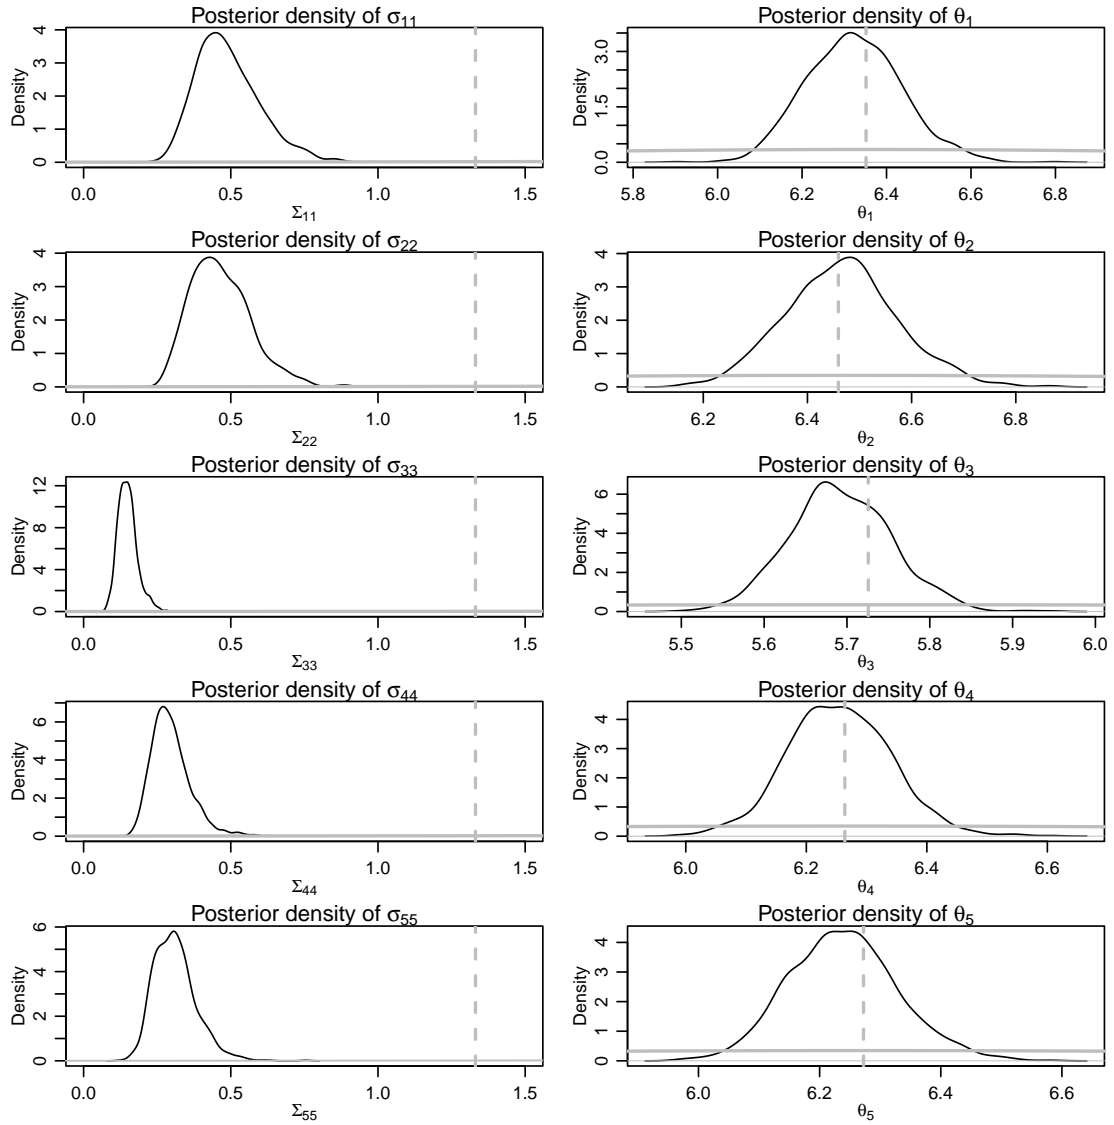 Posterior density of σ₁₁
Density
0 1 2 3 4
0.0 0.5 1.0 1.5
Σ₁₁
Posterior density of θ₁
Density
0.0 1.5 3.0
5.8 6.0 6.2 6.4 6.6 6.8
θ₁
Posterior density of σ₂₂
Density
0 1 2 3 4
0.0 0.5 1.0 1.5
Σ₂₂
Posterior density of θ₂
Density
0 1 2 3 4
6.2 6.4 6.6 6.8
θ₂
Posterior density of σ₃₃
Density
0 4 8 12
0.0 0.5 1.0 1.5
Σ₃₃
Posterior density of θ₃
Density
0 2 4 6
5.5 5.6 5.7 5.8 5.9 6.0
θ₃
Posterior density of σ₄₄
Density
0 2 4 6
0.0 0.5 1.0 1.5
Σ₄₄
Posterior density of θ₄
Density
0 1 2 3 4
6.0 6.2 6.4 6.6
θ₄
Posterior density of σ₅₅
Density
0 2 4 6
0.0 0.5 1.0 1.5
Σ₅₅
Posterior density of θ₅
Density
0 1 2 3 4
6.0 6.2 6.4 6.6
θ₅